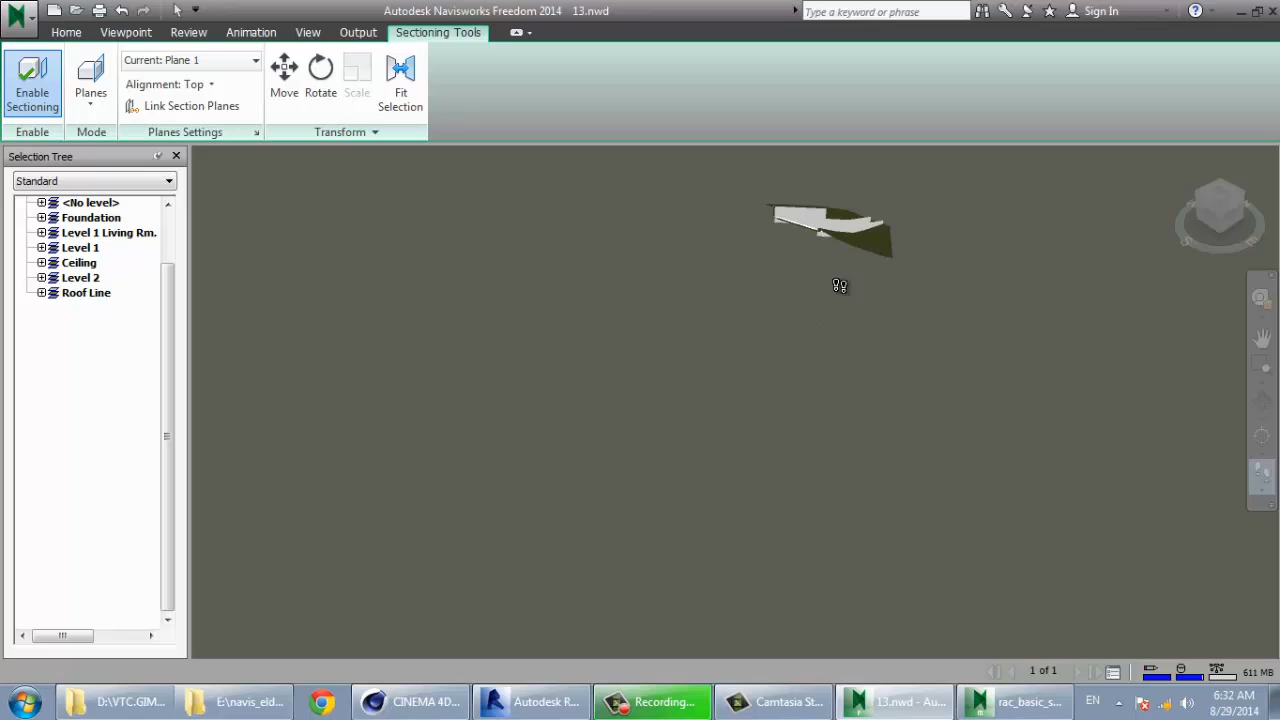 Autodesk Navisworks Freedom 2014 13.nwd
Type a keyword or phrase
Sign In
Home Viewpoint Review Animation View Output Sectioning Tools
Enable Sectioning
Planes
Current: Plane 1
Alignment: Top
Link Section Planes
Move Rotate Scale Fit Selection
Enable Mode Planes Settings Transform
Selection Tree
Standard
<No level>
Foundation
Level 1 Living Rm.
Level 1
Ceiling
Level 2
Roof Line
1 of 1
611 MB
D:\VTC.GIM... E:\navis_eld... CINEMA 4D... Autodesk R... Recording... Camtasia St... 13.nwd - Au... rac_basic_s... EN 6:32 AM
8/29/2014